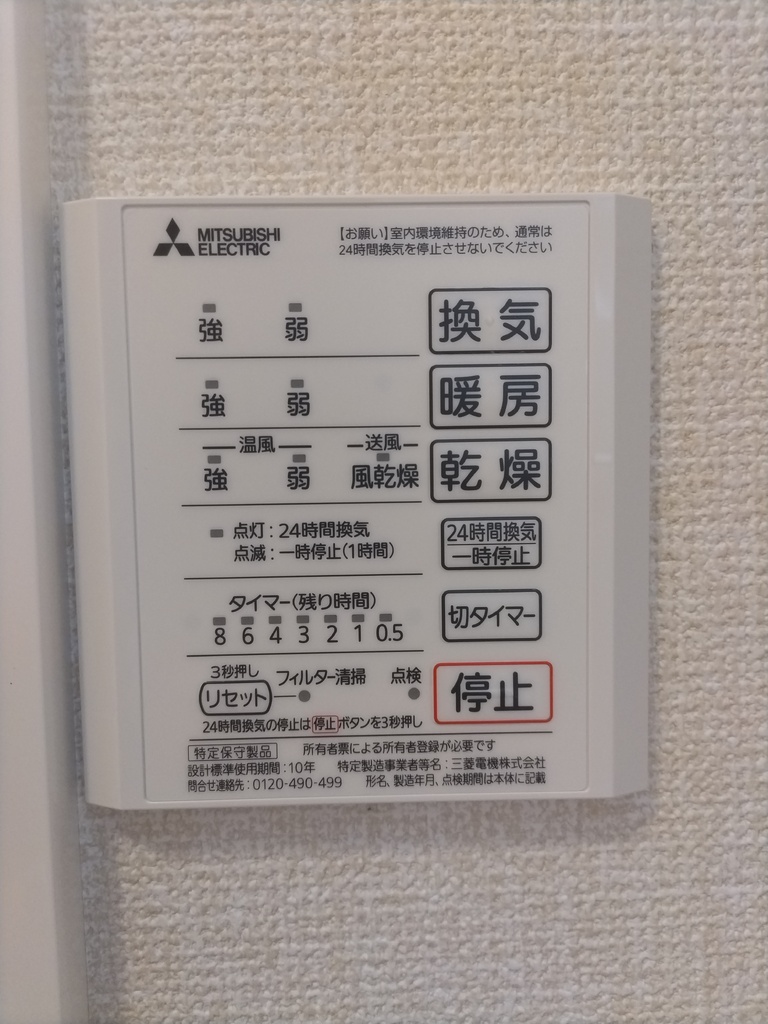 MITSUBISHI
ELECTRIC
【お願い】室内環境維持のため、通常は
24時間換気を停止させないでください
強 弱 換気
強 弱 暖房
温風 送風
強 弱 風乾燥 乾燥
点灯:24時間換気
点滅:一時停止(1時間)
24時間換気
一時停止
タイマー(残り時間)
8 6 4 3 2 1 0.5
切タイマー
3秒押し
リセット フィルター清掃 点検
停止
24時間換気の停止は停止ボタンを3秒押し
特定保守製品 所有者票による所有者登録が必要です
設計標準使用期間:10年 特定製造事業者等名:三菱電機株式会社
問合せ連絡先:0120-490-499 形名、製造年月、点検期間は本体に記載